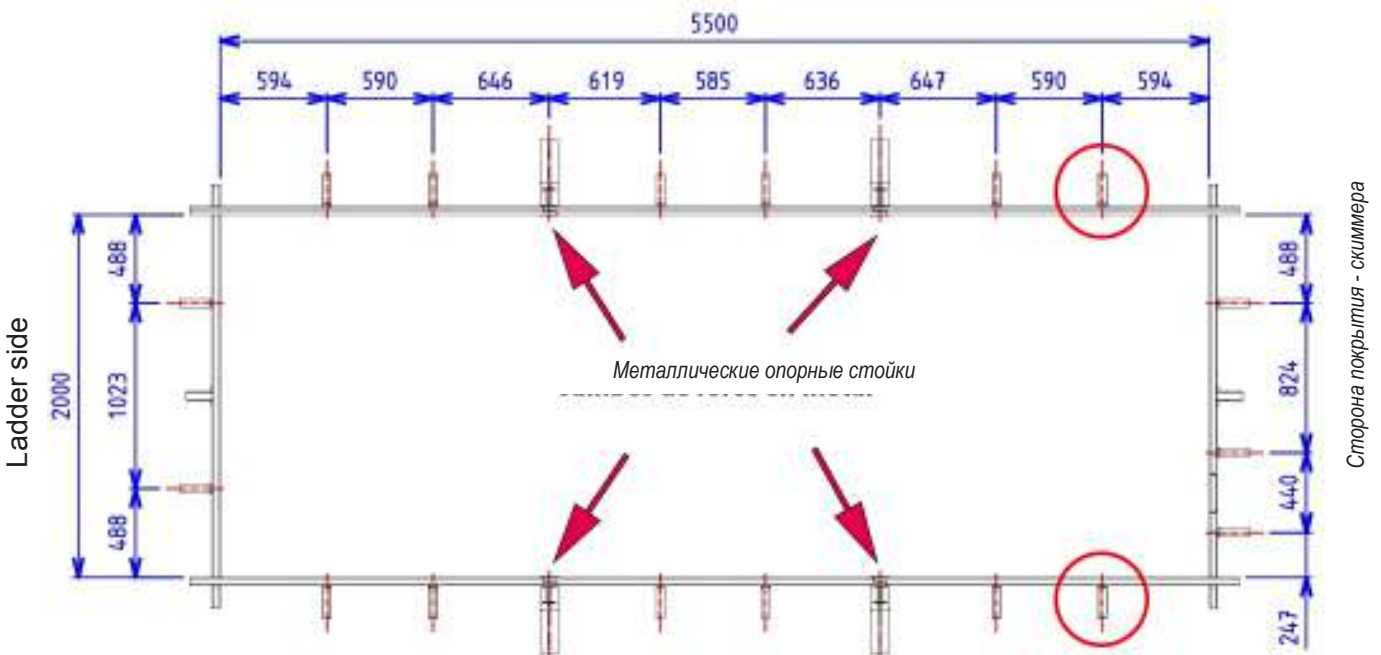 5500
594 590 646 619 585 636 647 590 594
Ladder side
2000
488
1023
488
Металлические опорные стойки
488
824
440
247
Сторона покрытия - скиммера